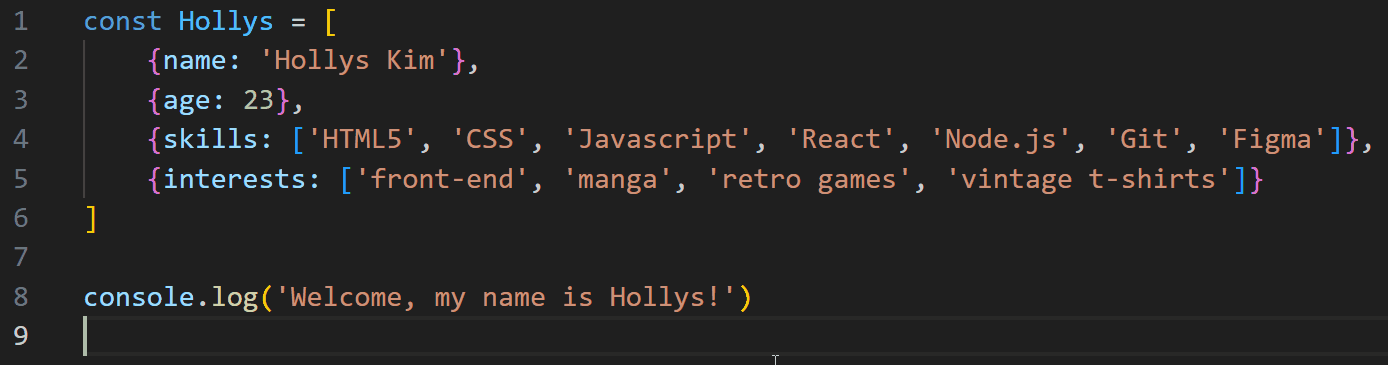 1 const Hollys = [
2     {name: 'Hollys Kim'},
3     {age: 23},
4     {skills: ['HTML5', 'CSS', 'Javascript', 'React', 'Node.js', 'Git', 'Figma']},
5     {interests: ['front-end', 'manga', 'retro games', 'vintage t-shirts']}
6 ]
7
8 console.log('Welcome, my name is Hollys!')
9